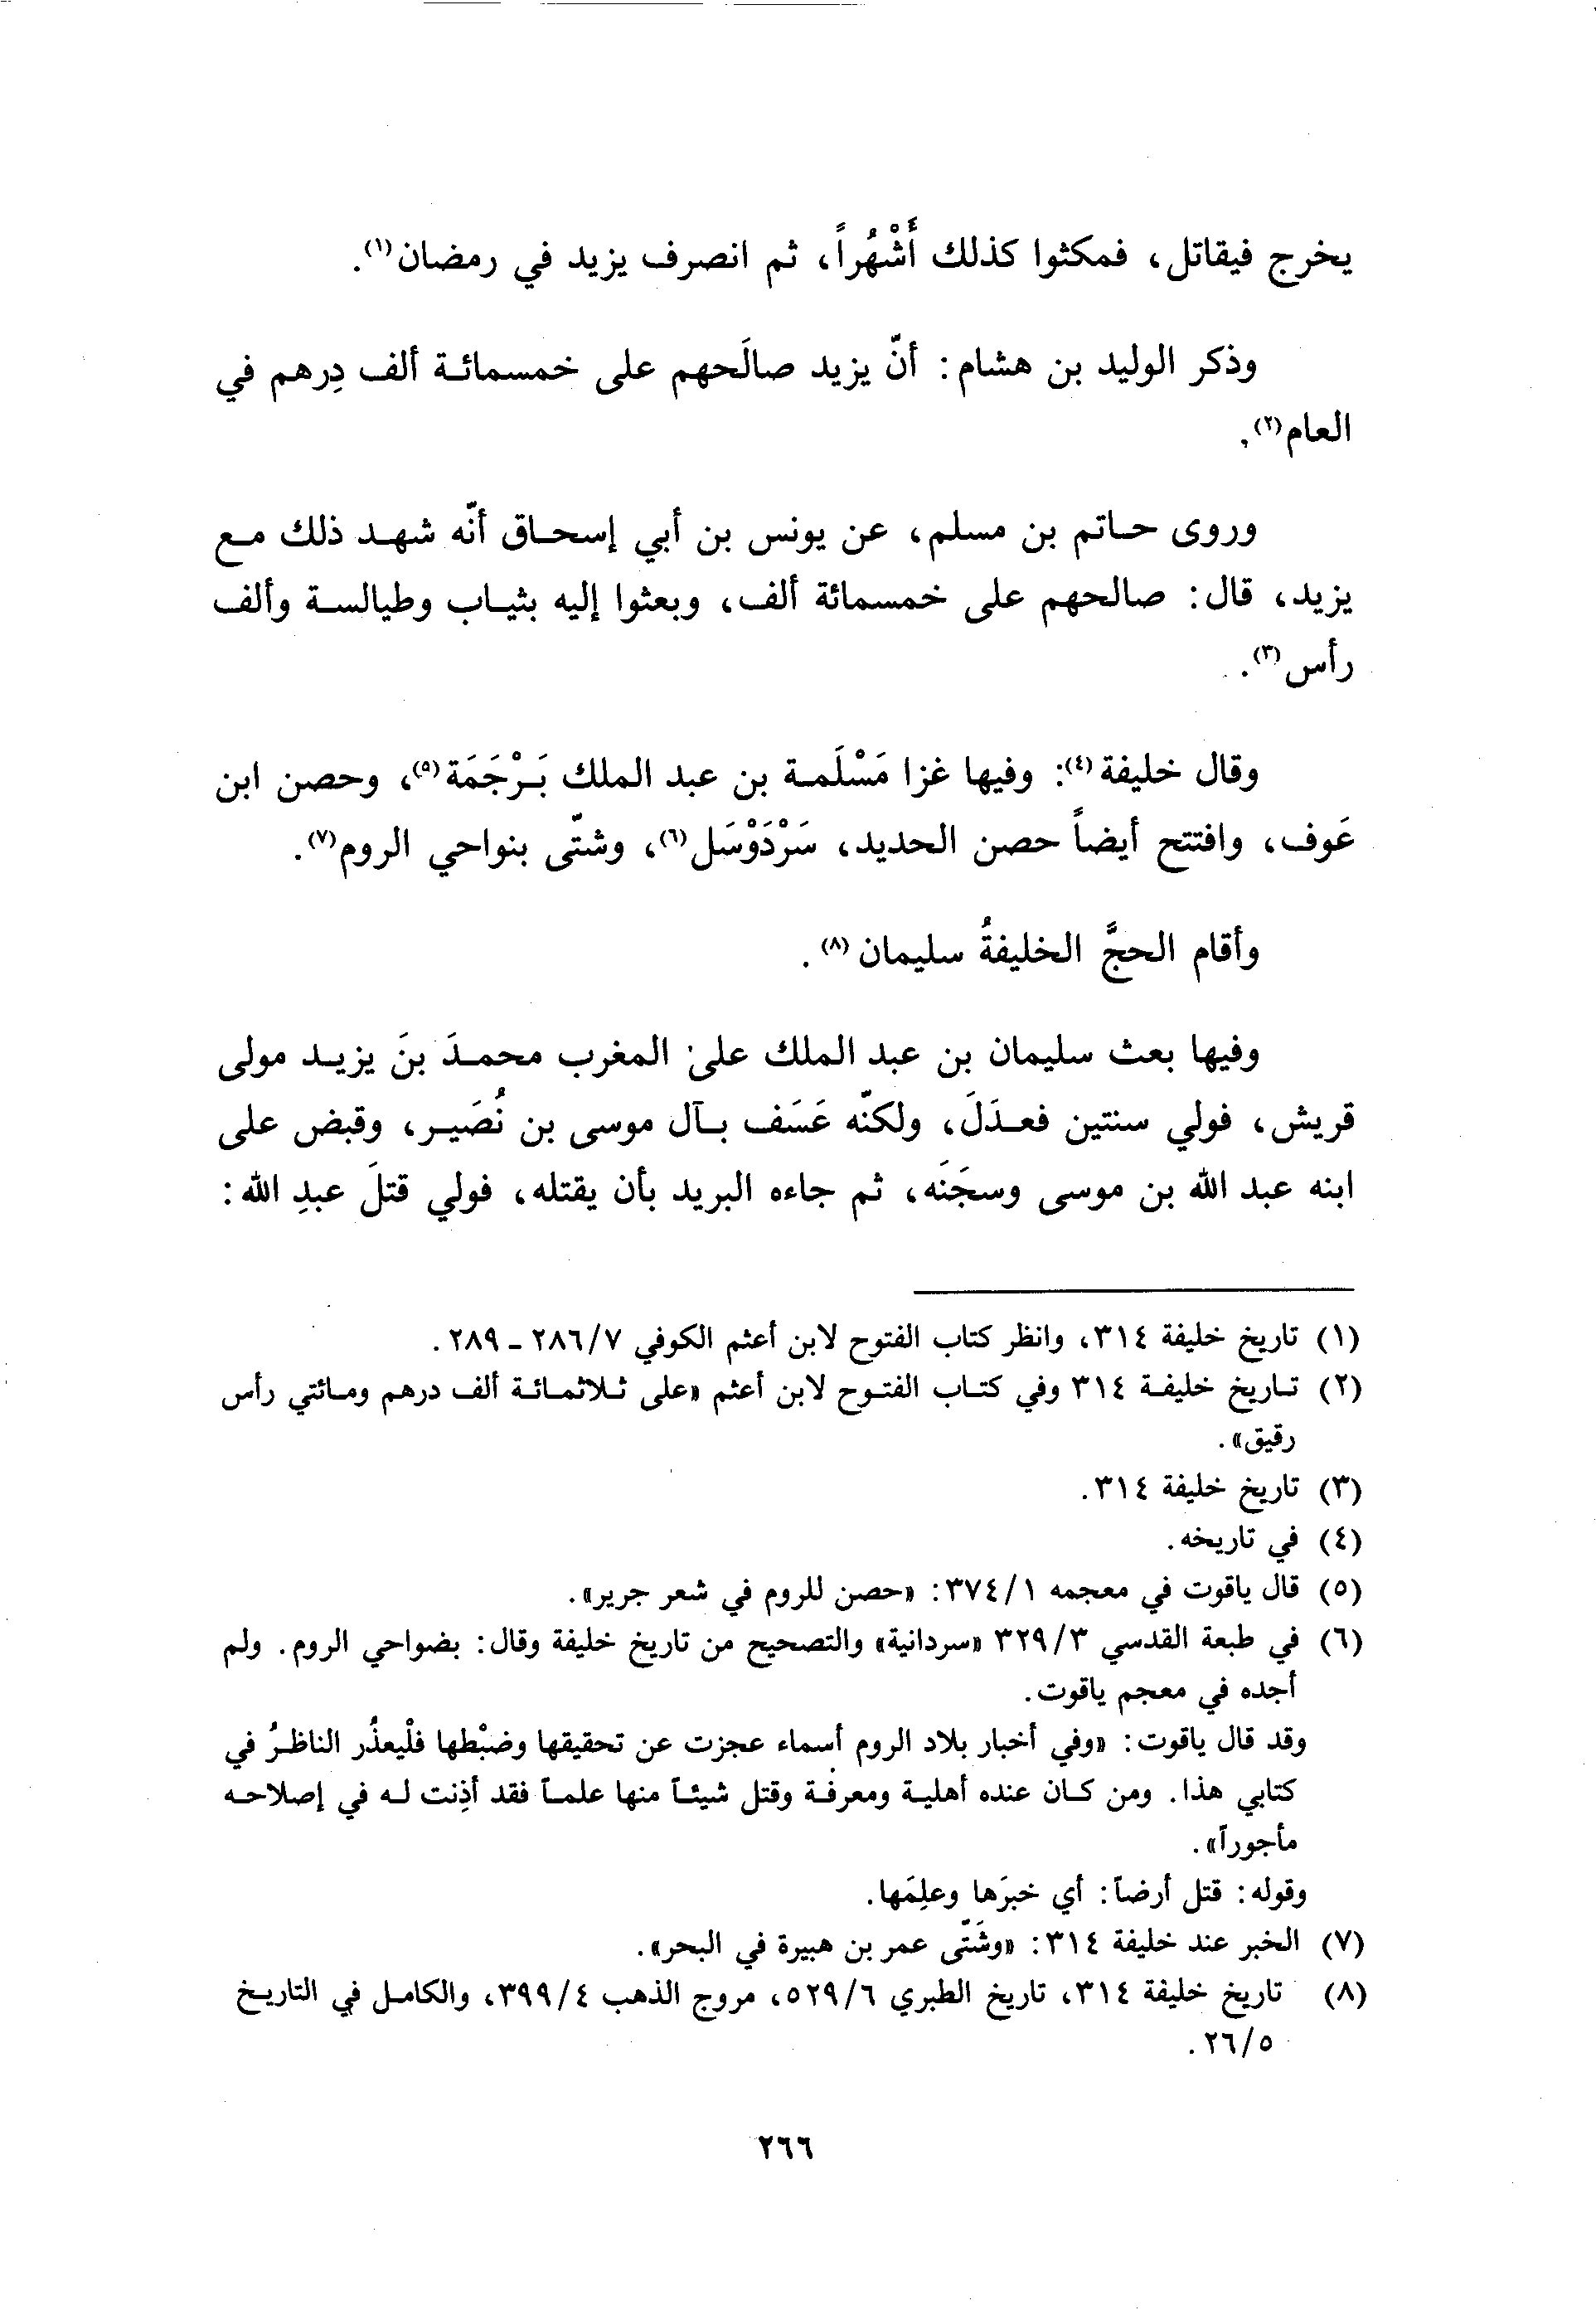 يخرج فيقاتل، فمكثوا كذلك أَشْهُراً، ثم انصرف يزيد في رمضان(١).
وذكر الوليد بن هشام: أنّ يزيد صالَحهم على خمسمائة ألف دِرهم في
العام(٢).
وروى حاتم بن مسلم، عن يونس بن أبي إسحاق أنّه شهد ذلك مع
يزيد، قال: صالحهم على خمسمائة ألف، وبعثوا إليه بثياب وطيالسة وألف
رأس(٣).
وقال خليفة(٤): وفيها غزا مَسْلَمة بن عبد الملك بَرْجَمَة(٥)، وحصن ابن
عَوف، وافتتح أيضاً حصن الحديد، سَرْدَوْسَل(٦)، وشتّى بنواحي الروم(٧).
وأقام الحجَّ الخليفةُ سليمان(٨).
وفيها بعث سليمان بن عبد الملك على المغرب محمدَ بنَ يزيد مولى
قريش، فولي سنتين فعدَلَ، ولكنّه عَسَف بآل موسى بن نُصَير، وقبض على
ابنه عبد الله بن موسى وسجَنَه، ثم جاءه البريد بأن يقتله، فولي قتلَ عبدِ الله:
(١) تاريخ خليفة ٣١٤، وانظر كتاب الفتوح لابن أعثم الكوفي ٢٨٦/٧ - ٢٨٩.
(٢) تاريخ خليفة ٣١٤ وفي كتاب الفتوح لابن أعثم «على ثلاثمائة ألف درهم ومائتي رأس
رقيق».
(٣) تاريخ خليفة ٣١٤.
(٤) في تاريخه.
(٥) قال ياقوت في معجمه ٣٧٤/١: «حصن للروم في شعر جرير».
(٦) في طبعة القدسي ٣٢٩/٣ «سردانية» والتصحيح من تاريخ خليفة وقال: بضواحي الروم. ولم
أجده في معجم ياقوت.
وقد قال ياقوت: «وفي أخبار بلاد الروم أسماء عجزت عن تحقيقها وضبْطها فلْيعذُر الناظرُ في
كتابي هذا. ومن كان عنده أهلية ومعرفة وقتل شيئاً منها علماً فقد أذِنت له في إصلاحه
مأجوراً».
وقوله: قتل أرضاً: أي خبرَها وعلِمَها.
(٧) الخبر عند خليفة ٣١٤: «وشَتّى عمر بن هبيرة في البحر».
(٨) تاريخ خليفة ٣١٤، تاريخ الطبري ٥٢٩/٦، مروج الذهب ٣٩٩/٤، والكامل في التاريخ
٢٦/٥.
٢٦٦